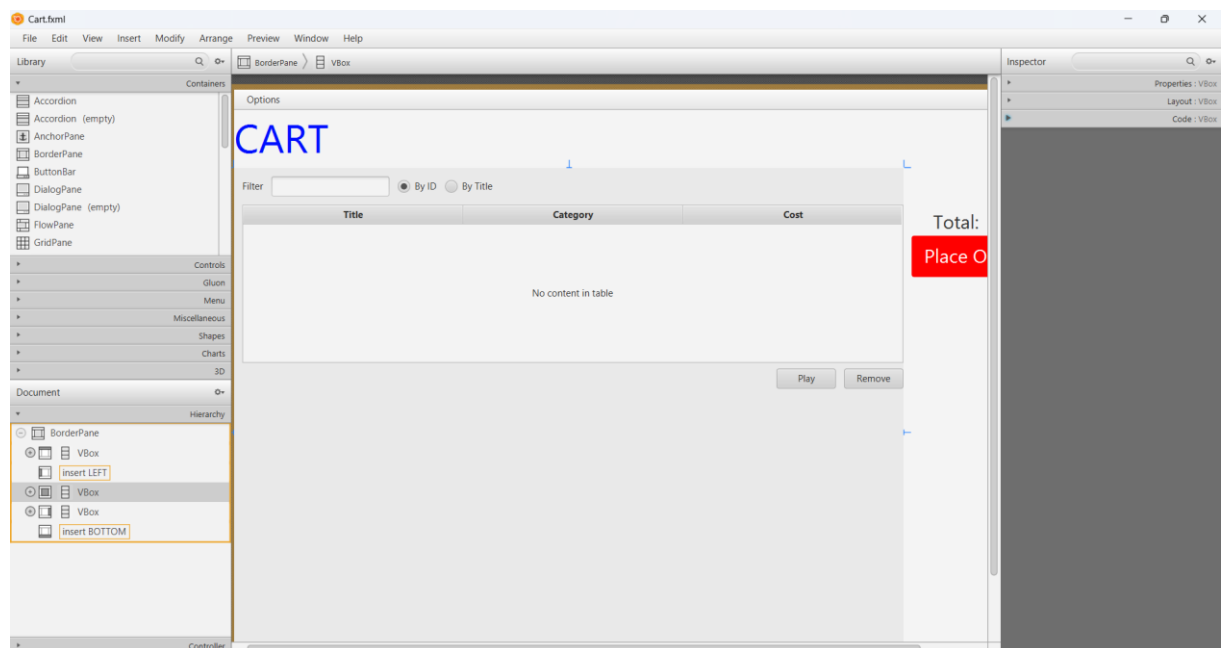 Cart.fxml
File Edit View Insert Modify Arrange Preview Window Help
Library
BorderPane VBox
Inspector
Containers
Accordion
Accordion (empty)
AnchorPane
BorderPane
ButtonBar
DialogPane
DialogPane (empty)
FlowPane
GridPane
Controls
Gluon
Menu
Miscellaneous
Shapes
Charts
3D
Document
Hierarchy
BorderPane
VBox
insert LEFT
VBox
VBox
insert BOTTOM
Controller
Options
CART
Filter By ID By Title
Title Category Cost
No content in table
Play Remove
Total:
Place O
Properties : VBox
Layout : VBox
Code : VBox